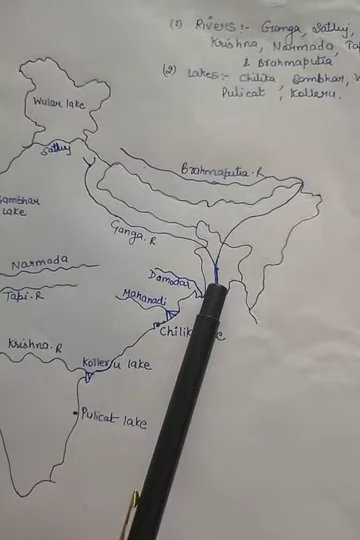 (1) Rivers:- Ganga, Satluj,
Krishna, Narmada, Tap
& Brahmaputra
(2) Lakes:- Chilika Sambhar, W
Pulicat, Kolleru.
Wular lake
Satluj
Brahmaputra.R
Sambhar
Lake
Ganga.R
Narmada
Tapi.R
Damodar
Mahanadi
Chilik
Krishna.R
Kolleru lake
Pulicat lake